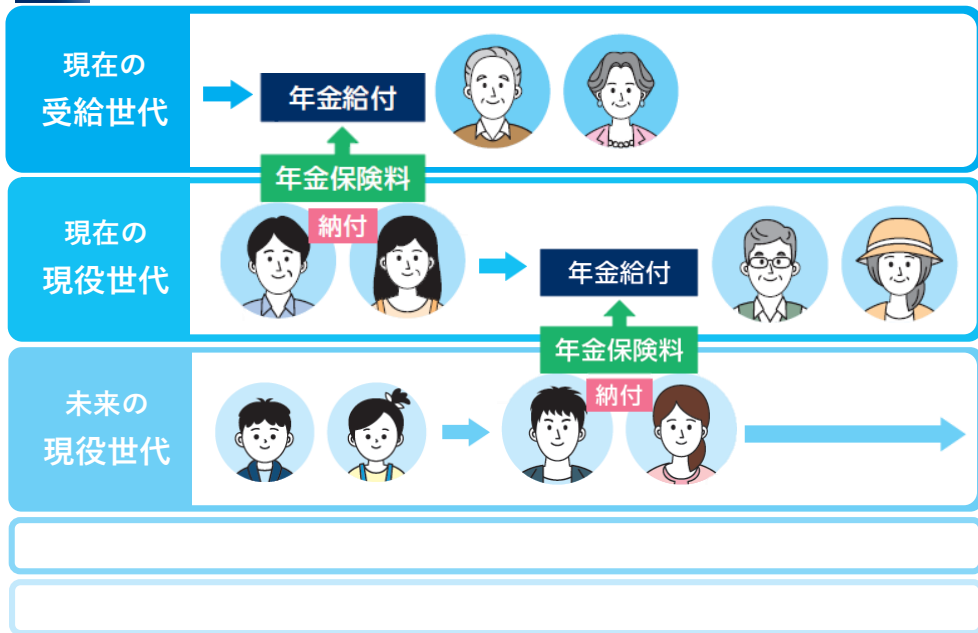 現在の
受給世代
年金給付
年金保険料
納付
現在の
現役世代
年金給付
年金保険料
納付
未来の
現役世代